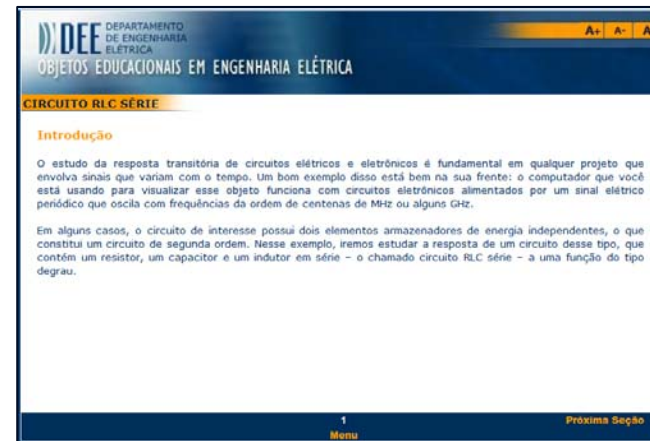 DEE DEPARTAMENTO
DE ENGENHARIA
ELÉTRICA
A+ A- A
OBJETOS EDUCACIONAIS EM ENGENHARIA ELÉTRICA
CIRCUITO RLC SÉRIE
Introdução
O estudo da resposta transitória de circuitos elétricos e eletrônicos é fundamental em qualquer projeto que
envolva sinais que variam com o tempo. Um bom exemplo disso está bem na sua frente: o computador que você
está usando para visualizar esse objeto funciona com circuitos eletrônicos alimentados por um sinal elétrico
periódico que oscila com frequências da ordem de centenas de MHz ou alguns GHz.
Em alguns casos, o circuito de interesse possui dois elementos armazenadores de energia independentes, o que
constitui um circuito de segunda ordem. Nesse exemplo, iremos estudar a resposta de um circuito desse tipo, que
contém um resistor, um capacitor e um indutor em série – o chamado circuito RLC série – a uma função do tipo
degrau.
1
Próxima Seção
Menu